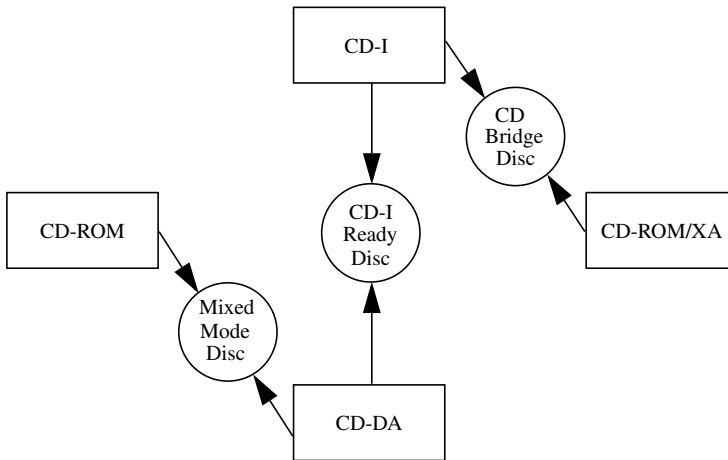 CD-I
CD
Bridge
Disc
CD-ROM
CD-I
Ready
Disc
CD-ROM/XA
Mixed
Mode
Disc
CD-DA